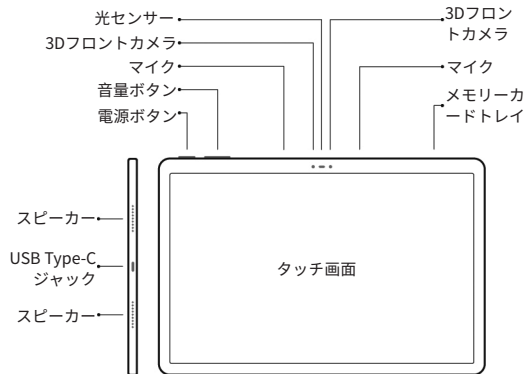 光センサー
3Dフロントカメラ
マイク
音量ボタン
電源ボタン
3Dフロン
トカメラ
マイク
メモリーカ
ードトレイ
スピーカー
USB Type-C
ジャック
スピーカー
タッチ画面